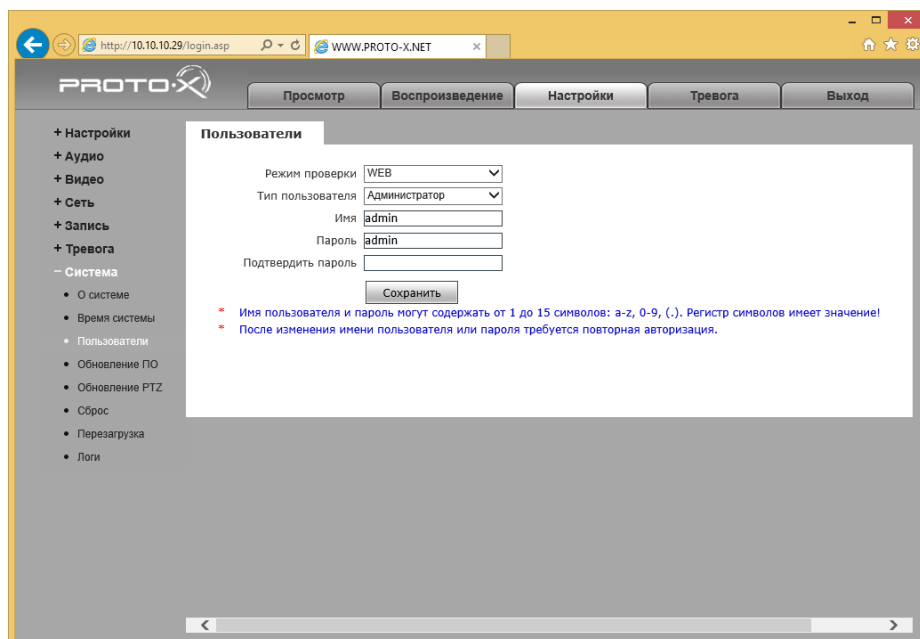 http://10.10.10.29/login.asp
WWW.PROTO-X.NET
PROTO-X
Просмотр
Воспроизведение
Настройки
Тревога
Выход
+ Настройки
+ Аудио
+ Видео
+ Сеть
+ Запись
+ Тревога
− Система
• О системе
• Время системы
• Пользователи
• Обновление ПО
• Обновление PTZ
• Сброс
• Перезагрузка
• Логи
Пользователи
Режим проверки WEB
Тип пользователя Администратор
Имя admin
Пароль admin
Подтвердить пароль
Сохранить
* Имя пользователя и пароль могут содержать от 1 до 15 символов: a-z, 0-9, (.). Регистр символов имеет значение!
* После изменения имени пользователя или пароля требуется повторная авторизация.